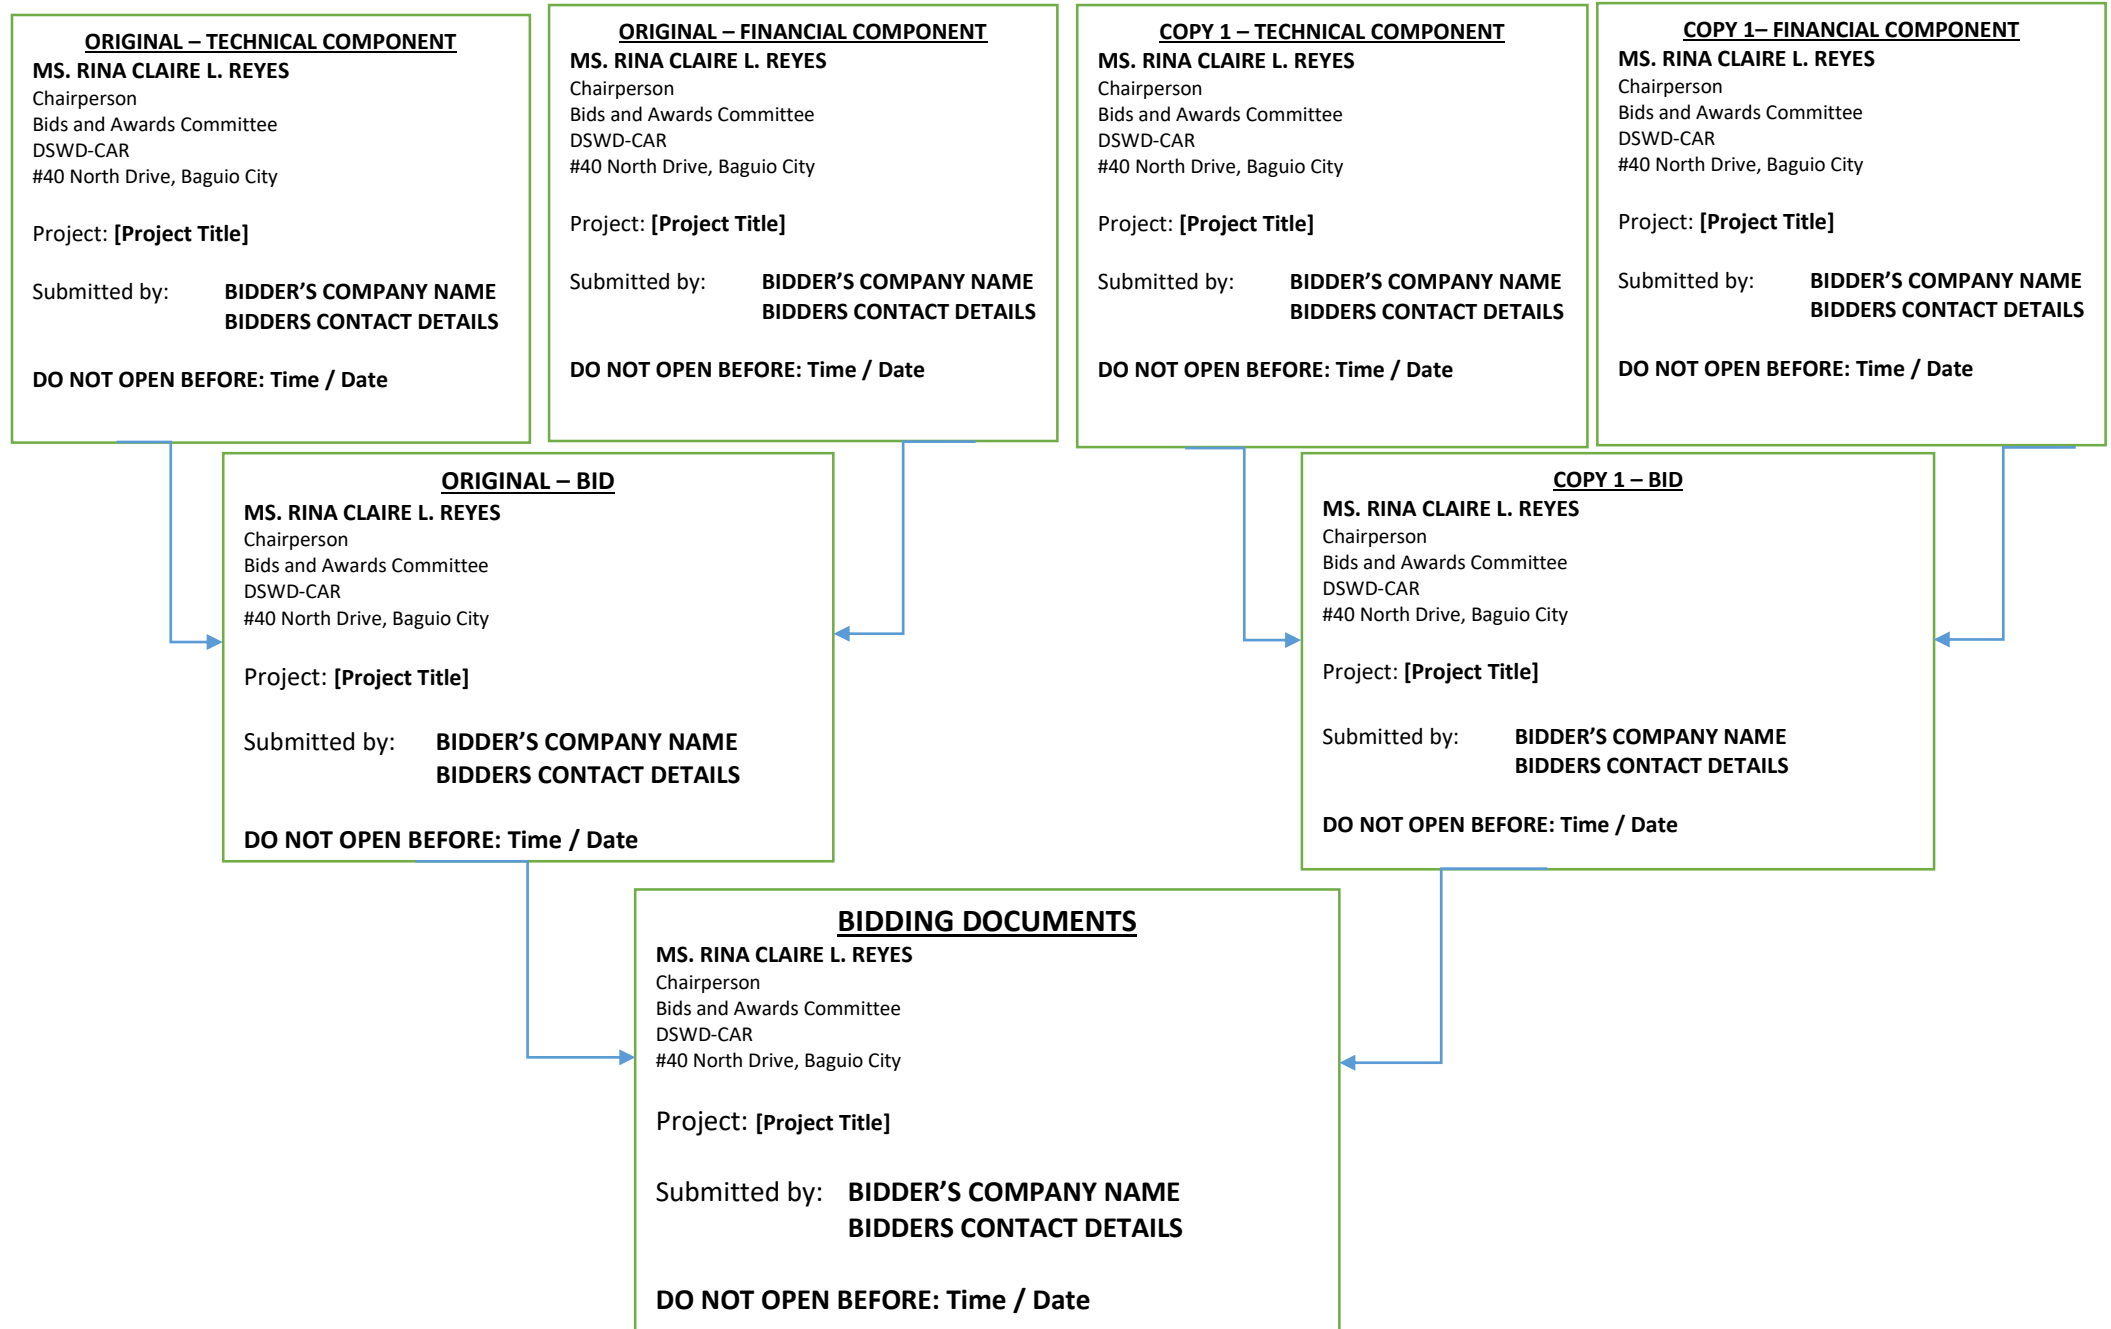 ORIGINAL – TECHNICAL COMPONENT
MS. RINA CLAIRE L. REYES
Chairperson
Bids and Awards Committee
DSWD-CAR
#40 North Drive, Baguio City
Project: [Project Title]
Submitted by: BIDDER’S COMPANY NAME
BIDDERS CONTACT DETAILS
DO NOT OPEN BEFORE: Time / Date
ORIGINAL – FINANCIAL COMPONENT
MS. RINA CLAIRE L. REYES
Chairperson
Bids and Awards Committee
DSWD-CAR
#40 North Drive, Baguio City
Project: [Project Title]
Submitted by: BIDDER’S COMPANY NAME
BIDDERS CONTACT DETAILS
DO NOT OPEN BEFORE: Time / Date
COPY 1 – TECHNICAL COMPONENT
MS. RINA CLAIRE L. REYES
Chairperson
Bids and Awards Committee
DSWD-CAR
#40 North Drive, Baguio City
Project: [Project Title]
Submitted by: BIDDER’S COMPANY NAME
BIDDERS CONTACT DETAILS
DO NOT OPEN BEFORE: Time / Date
COPY 1– FINANCIAL COMPONENT
MS. RINA CLAIRE L. REYES
Chairperson
Bids and Awards Committee
DSWD-CAR
#40 North Drive, Baguio City
Project: [Project Title]
Submitted by: BIDDER’S COMPANY NAME
BIDDERS CONTACT DETAILS
DO NOT OPEN BEFORE: Time / Date
ORIGINAL – BID
MS. RINA CLAIRE L. REYES
Chairperson
Bids and Awards Committee
DSWD-CAR
#40 North Drive, Baguio City
Project: [Project Title]
Submitted by: BIDDER’S COMPANY NAME
BIDDERS CONTACT DETAILS
DO NOT OPEN BEFORE: Time / Date
COPY 1 – BID
MS. RINA CLAIRE L. REYES
Chairperson
Bids and Awards Committee
DSWD-CAR
#40 North Drive, Baguio City
Project: [Project Title]
Submitted by: BIDDER’S COMPANY NAME
BIDDERS CONTACT DETAILS
DO NOT OPEN BEFORE: Time / Date
BIDDING DOCUMENTS
MS. RINA CLAIRE L. REYES
Chairperson
Bids and Awards Committee
DSWD-CAR
#40 North Drive, Baguio City
Project: [Project Title]
Submitted by: BIDDER’S COMPANY NAME
BIDDERS CONTACT DETAILS
DO NOT OPEN BEFORE: Time / Date